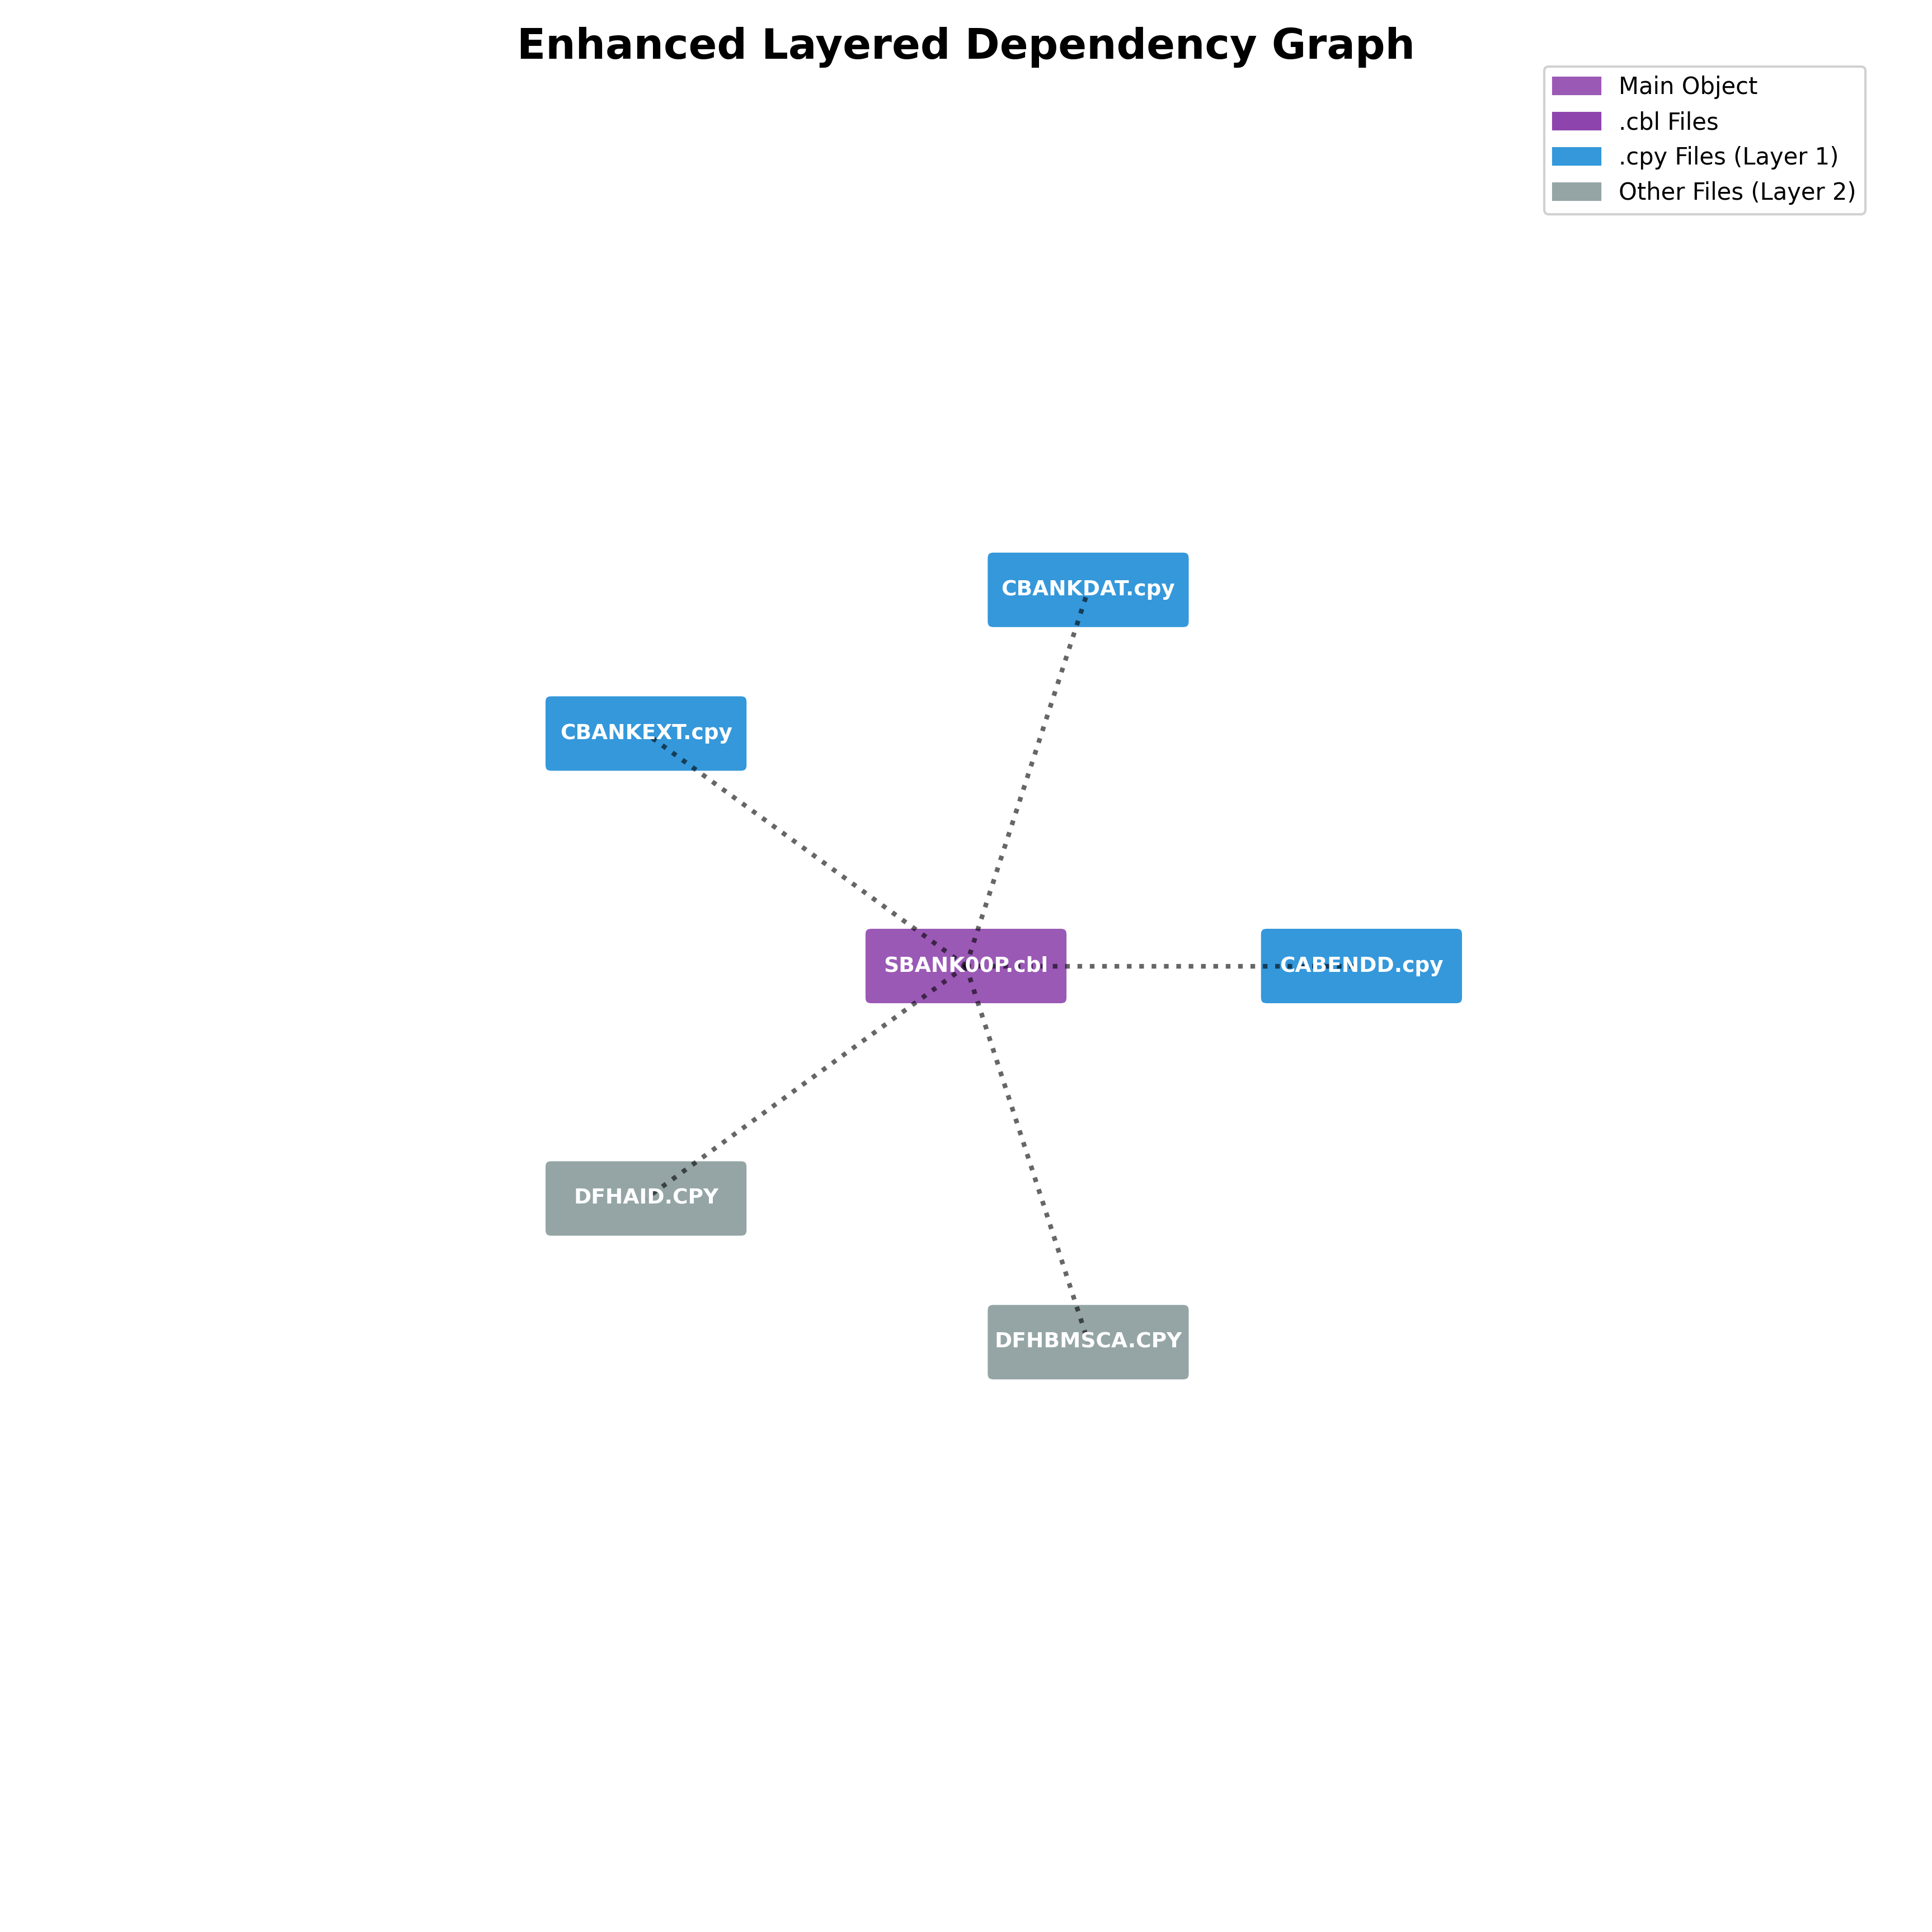 Enhanced Layered Dependency Graph
Main Object
.cbl Files
.cpy Files (Layer 1)
Other Files (Layer 2)
CBANKDAT.cpy
CBANKEXT.cpy
SBANK00P.cbl
CABENDD.cpy
DFHAID.CPY
DFHBMSCA.CPY